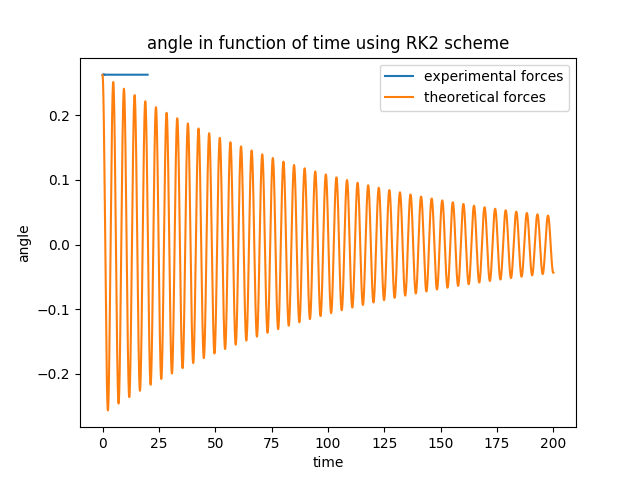 angle in function of time using RK2 scheme
experimental forces
theoretical forces
0.2
0.1
0.0
−0.1
−0.2
angle
0 25 50 75 100 125 150 175 200
time